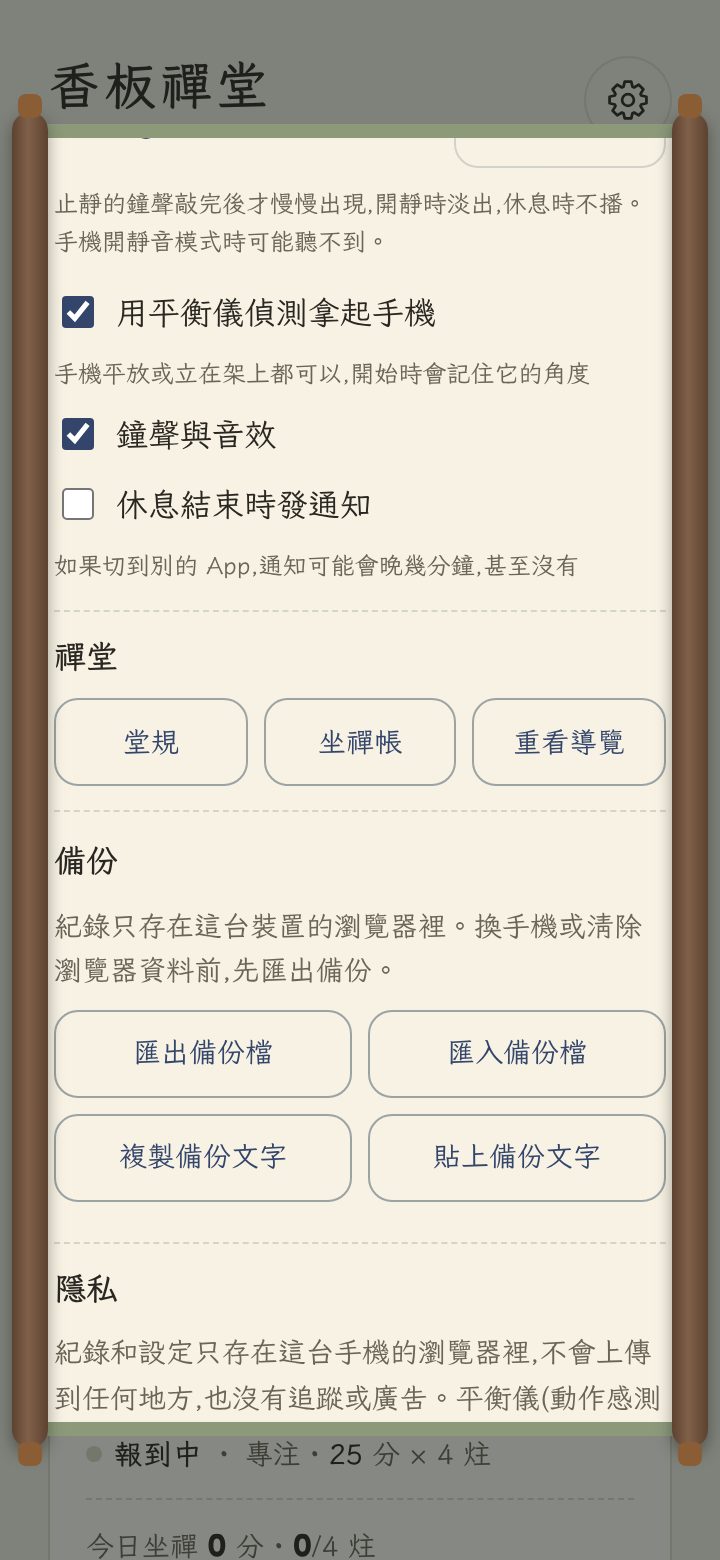 香板禪堂
止靜的鐘聲敲完後才慢慢出現,開靜時淡出,休息時不播。
手機開靜音模式時可能聽不到。
用平衡儀偵測拿起手機
手機平放或立在架上都可以,開始時會記住它的角度
鐘聲與音效
休息結束時發通知
如果切到別的 App,通知可能會晚幾分鐘,甚至沒有
禪堂
堂規
坐禪帳
重看導覽
備份
紀錄只存在這台裝置的瀏覽器裡。換手機或清除
瀏覽器資料前,先匯出備份。
匯出備份檔
匯入備份檔
複製備份文字
貼上備份文字
隱私
紀錄和設定只存在這台手機的瀏覽器裡,不會上傳
到任何地方,也沒有追蹤或廣告。平衡儀(動作感測
報到中 · 專注 · 25 分 × 4 炷
今日坐禪 0 分 · 0/4 炷